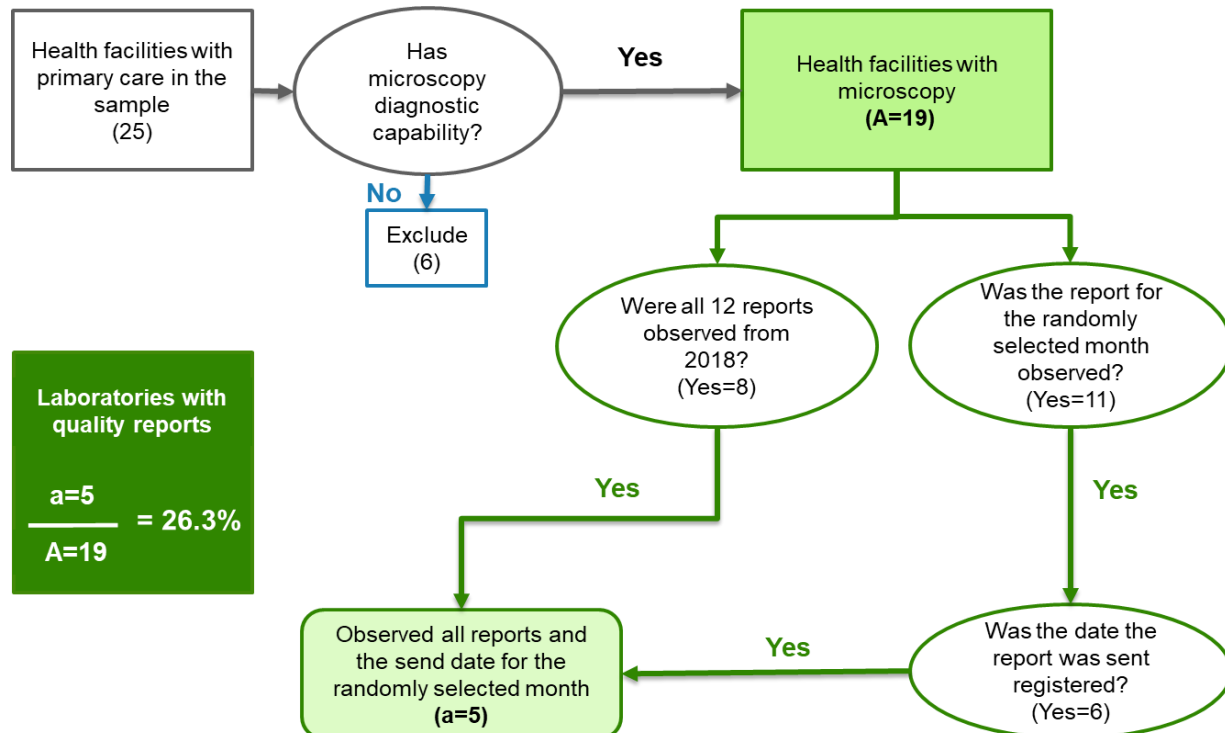 Health facilities with
primary care in the
sample
(25)
Has
microscopy
diagnostic
capability?
Yes
Health facilities with
microscopy
(A=19)
No
Exclude
(6)
Were all 12 reports
observed from
2018?
(Yes=8)
Was the report for
the randomly
selected month
observed?
(Yes=11)
Laboratories with
quality reports
a=5
A=19
= 26.3%
Yes
Yes
Observed all reports and
the send date for the
randomly selected month
(a=5)
Yes
Was the date the
report was sent
registered?
(Yes=6)